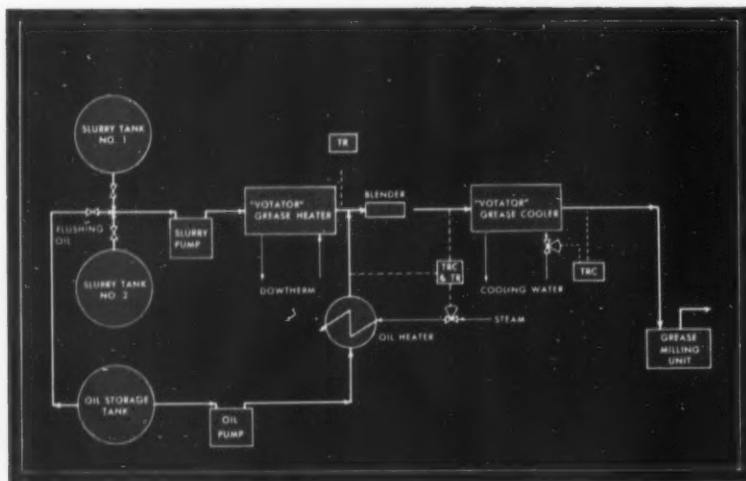 SLURRY TANK
NO. 1
TR
"VOTATOR"
GREASE HEATER
BLENDER
"VOTATOR"
GREASE COOLER
FLUSHING
OIL
SLURRY
PUMP
SLURRY TANK
NO. 2
DOWTHERM
TRC
& TR
COOLING WATER
TRC
OIL HEATER
STEAM
GREASE
MILLING
UNIT
OIL STORAGE
TANK
OIL
PUMP